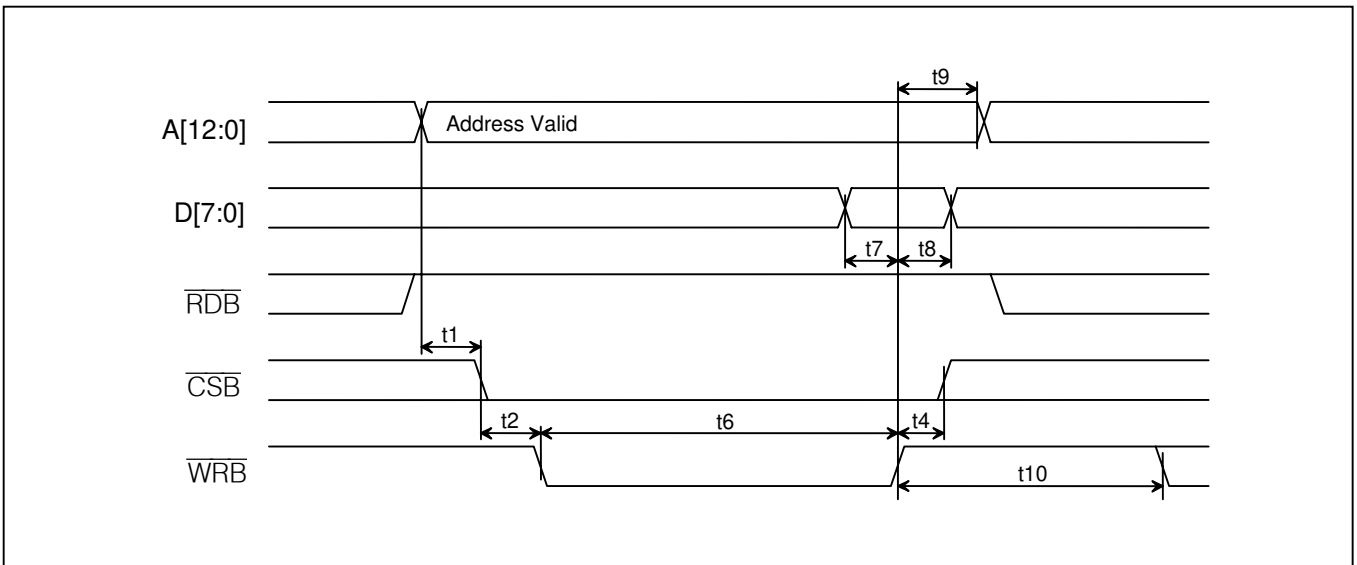 t9
A[12:0]
Address Valid
D[7:0]
t7
t8
RDB
t1
CSB
t2
t6
t4
WRB
t10